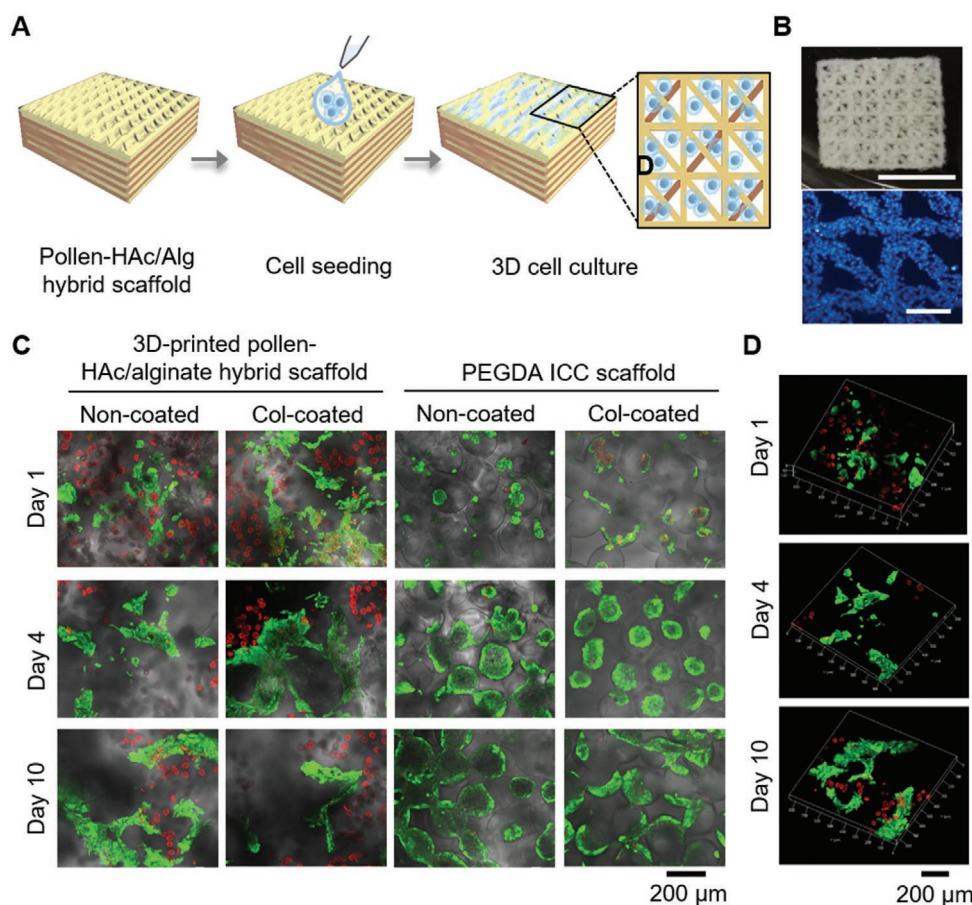 A
B
D
Pollen-HAc/Alg
hybrid scaffold
Cell seeding
3D cell culture
C
3D-printed pollen-
HAc/alginate hybrid scaffold
PEGDA ICC scaffold
Non-coated
Col-coated
Non-coated
Col-coated
Day 1
Day 4
Day 10
200 µm
D
Day 1
Day 4
Day 10
200 µm